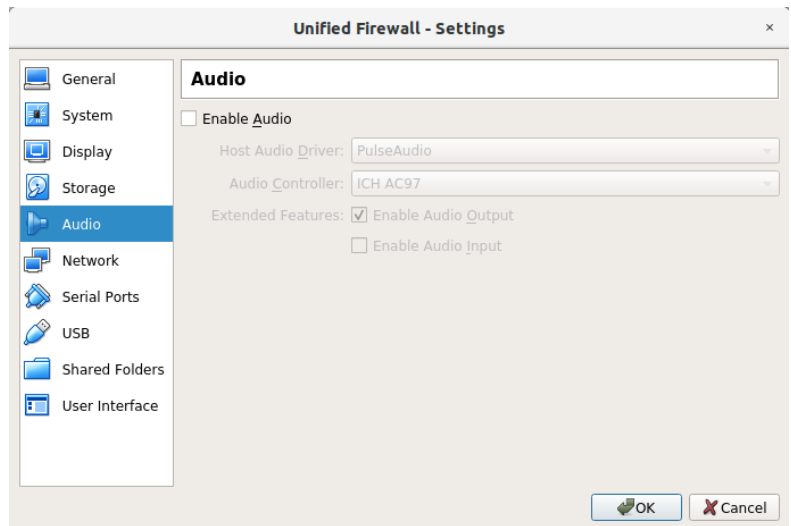 Unified Firewall - Settings
×
General
System
Display
Storage
Audio
Network
Serial Ports
USB
Shared Folders
User Interface
Audio
Enable Audio
Host Audio Driver: PulseAudio
Audio Controller: ICH AC97
Extended Features: Enable Audio Output
Enable Audio Input
OK
Cancel